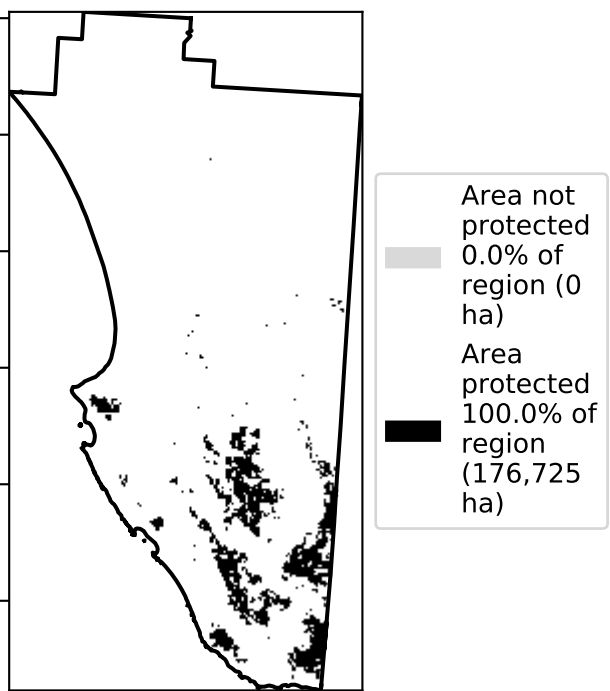 Area not
protected
0.0% of
region (0
ha)
Area
protected
100.0% of
region
(176,725
ha)